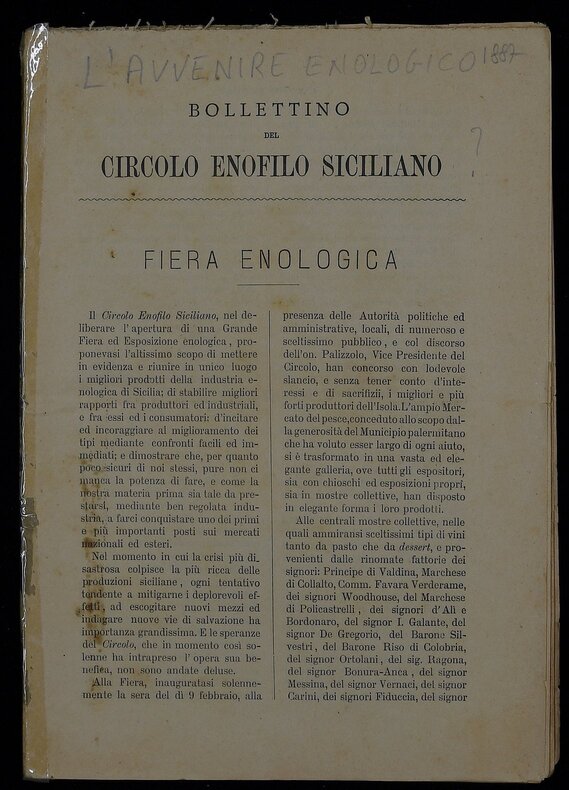 L'AVVENIRE ENOLOGICO 1887
?
BOLLETTINO
DEL
CIRCOLO ENOFILO SICILIANO
FIERA ENOLOGICA
Il Circolo Enofilo Siciliano, nel de-
liberare l'apertura di una Grande
Fiera ed Esposizione enologica, pro-
ponevasi l'altissimo scopo di mettere
in evidenza e riunire in unico luogo
i migliori prodotti della industria e-
nologica di Sicilia; di stabilire migliori
rapporti fra produttori ed industriali,
e fra essi ed i consumatori: d'incitare
ed incoraggiare al miglioramento dei
tipi mediante confronti facili ed im-
mediati; e dimostrare che, per quanto
poco sicuri di noi stessi, pure non ci
manca la potenza di fare, e come la
nostra materia prima sia tale da pre-
starsi, mediante ben regolata indu-
stria, a farci conquistare uno dei primi
e più importanti posti sui mercati
nazionali ed esteri.
Nel momento in cui la crisi più di-
sastrosa colpisce la più ricca delle
produzioni siciliane, ogni tentativo
tendente a mitigarne i deplorevoli ef-
fetti, ad escogitare nuovi mezzi ed
indagare nuove vie di salvazione ha
importanza grandissima. E le speranze
del Circolo, che in momento così so-
lenne ha intrapreso l'opera sua be-
nefica, non sono andate deluse.
Alla Fiera, inauguratasi solenne-
mente la sera del dì 9 febbraio, alla
presenza delle Autorità politiche ed
amministrative, locali, di numeroso e
sceltissimo pubblico, e col discorso
dell'on. Palizzolo, Vice Presidente del
Circolo, han concorso con lodevole
slancio, e senza tener conto d'inte-
ressi e di sacrifizii, i migliori e più
forti produttori dell'Isola. L'ampio Mer-
cato del pesce, conceduto allo scopo dal-
la generosità del Municipio palermitano
che ha voluto esser largo di ogni aiuto,
si è trasformato in una vasta ed ele-
gante galleria, ove tutti gli espositori,
sia con chioschi ed esposizioni propri,
sia in mostre collettive, han disposto
in elegante forma i loro prodotti.
Alle centrali mostre collettive, nelle
quali ammiransi sceltissimi tipi di vini
tanto da pasto che da dessert, e pro-
venienti dalle rinomate fattorie dei
signori: Principe di Valdina, Marchese
di Collalto, Comm. Favara Verderame,
dei signori Woodhouse, del Marchese
di Policastrelli, dei signori d'Alì e
Bordonaro, del signor I. Galante, del
signor De Gregorio, del Barone Sil-
vestri, del Barone Riso di Colobria,
del signor Ortolani, del sig. Ragona,
del signor Bonura-Anca, del signor
Messina, del signor Vernaci, del signor
Carini, dei signori Fiduccia, del signor